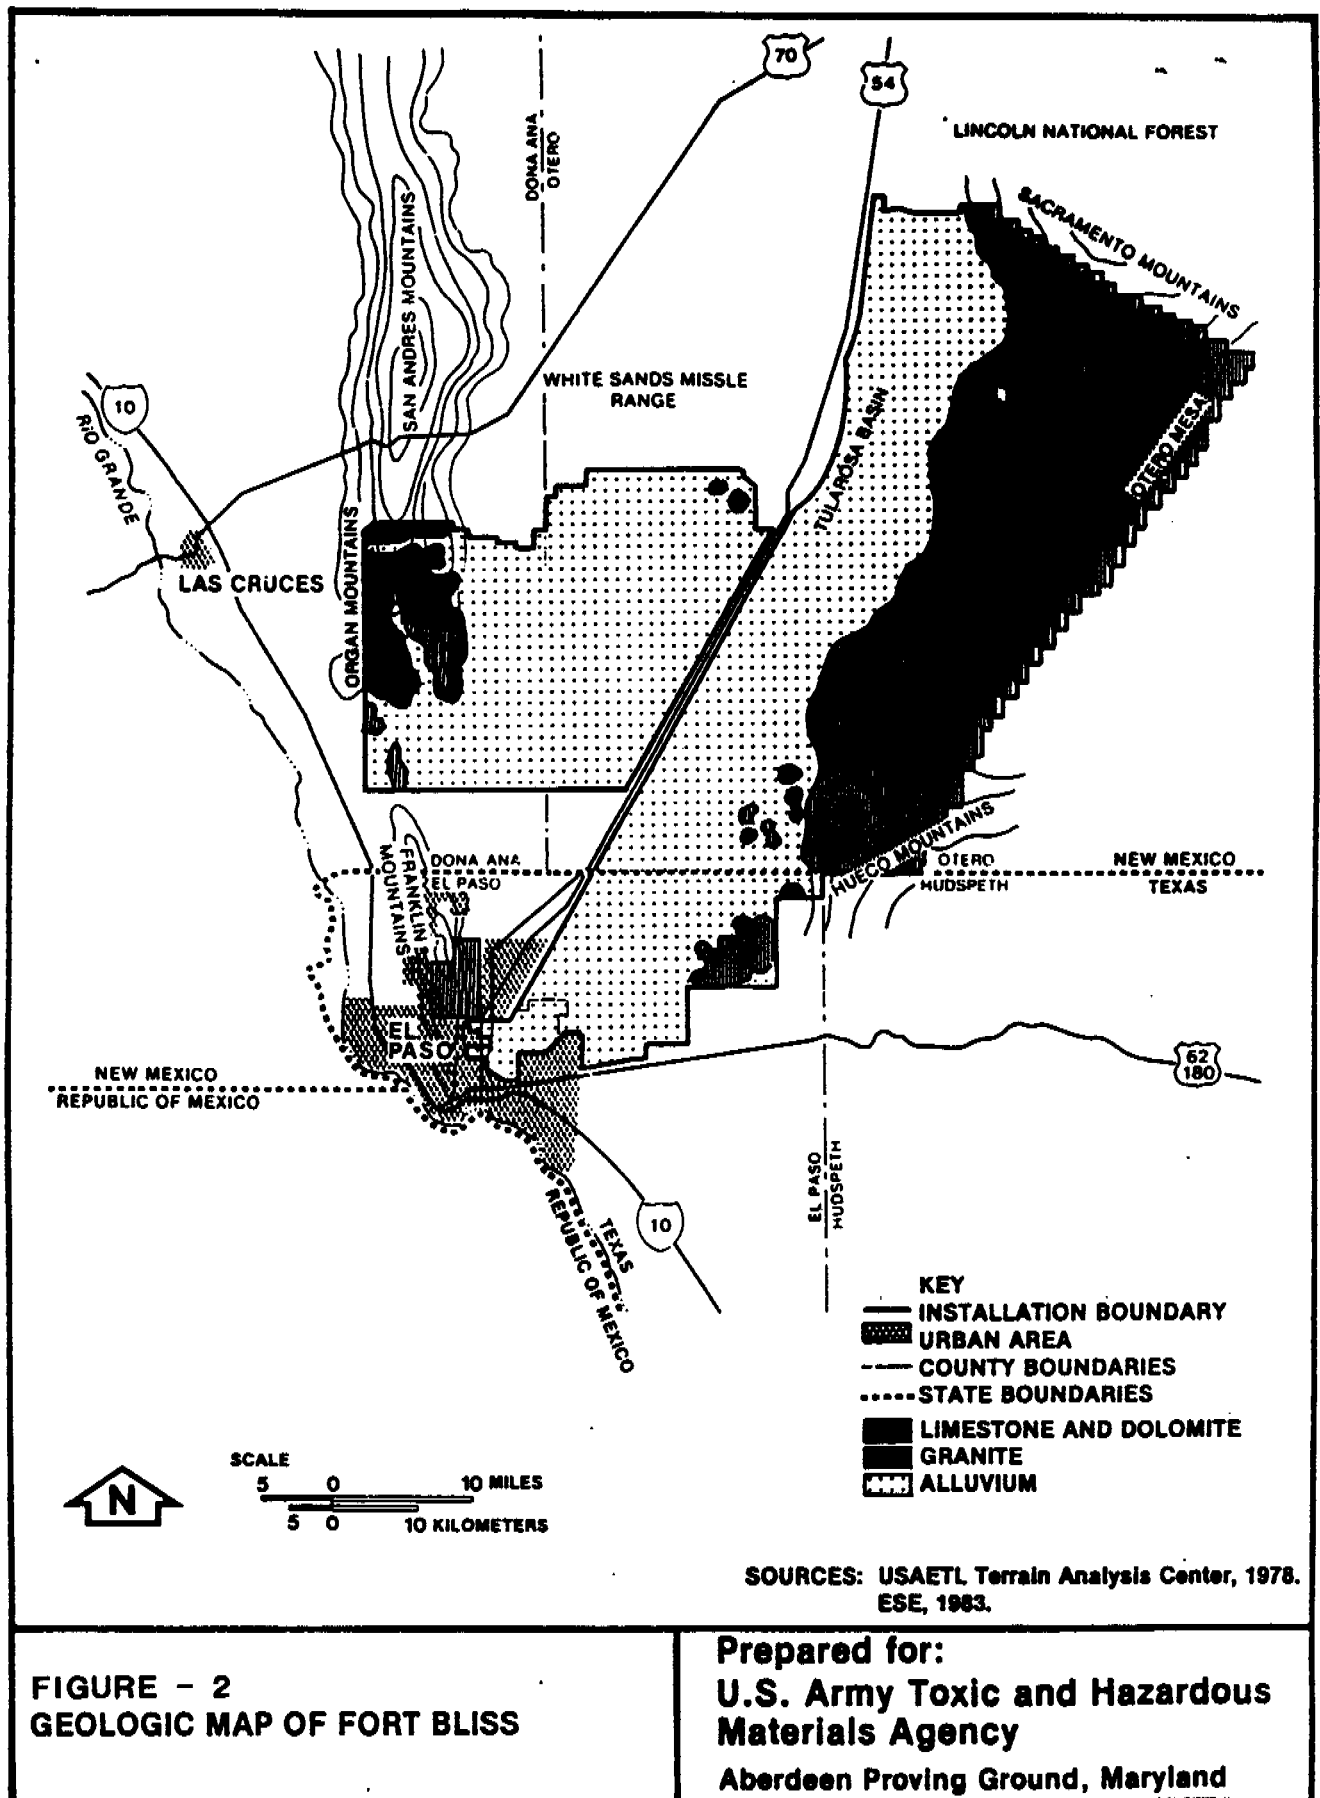 70
54
LINCOLN NATIONAL FOREST
DONA ANA
OTERO
SACRAMENTO MOUNTAINS
SAN ANDRES MOUNTAINS
WHITE SANDS MISSLE
RANGE
10
RIO GRANDE
TULAROSA BASIN
OTERO MESA
ORGAN MOUNTAINS
LAS CRUCES
HUECO MOUNTAINS
FRANKLIN
MOUNTAINS
DONA ANA
EL PASO
OTERO
HUDSPETH
NEW MEXICO
TEXAS
EL
PASO
NEW MEXICO
REPUBLIC OF MEXICO
62
180
EL PASO
HUDSPETH
TEXAS
REPUBLIC OF MEXICO
10
KEY
INSTALLATION BOUNDARY
URBAN AREA
COUNTY BOUNDARIES
STATE BOUNDARIES
LIMESTONE AND DOLOMITE
GRANITE
ALLUVIUM
SCALE
5 0 10 MILES
5 0 10 KILOMETERS
N
SOURCES: USAETL Terrain Analysis Center, 1978.
ESE, 1983.
FIGURE - 2
GEOLOGIC MAP OF FORT BLISS
Prepared for:
U.S. Army Toxic and Hazardous
Materials Agency
Aberdeen Proving Ground, Maryland